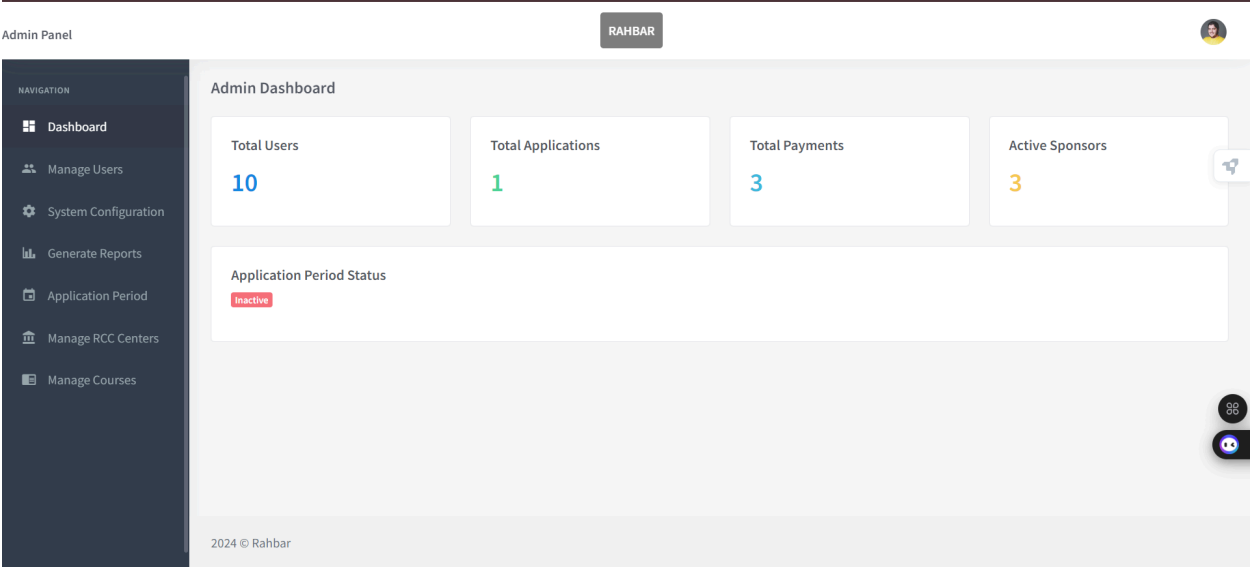 Admin Panel
RAHBAR
NAVIGATION
Dashboard
Manage Users
System Configuration
Generate Reports
Application Period
Manage RCC Centers
Manage Courses
Admin Dashboard
Total Users
10
Total Applications
1
Total Payments
3
Active Sponsors
3
Application Period Status
Inactive
2024 © Rahbar